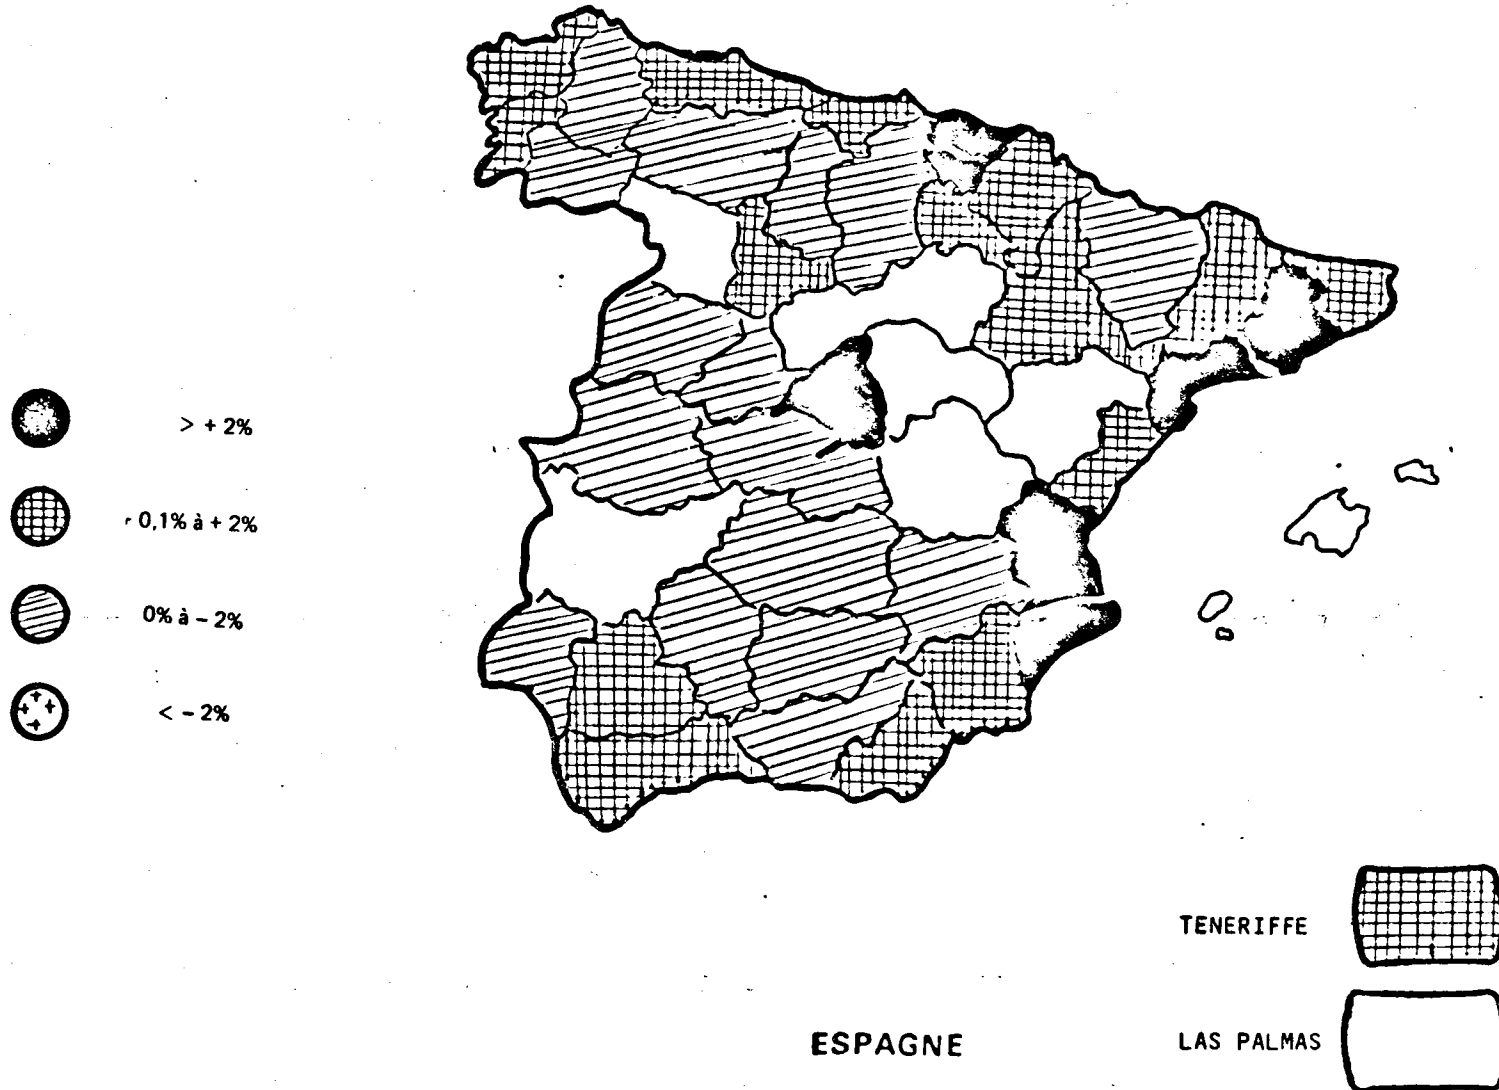 > + 2%
0,1% à + 2%
0% à – 2%
< – 2%
TENERIFFE
LAS PALMAS
ESPAGNE